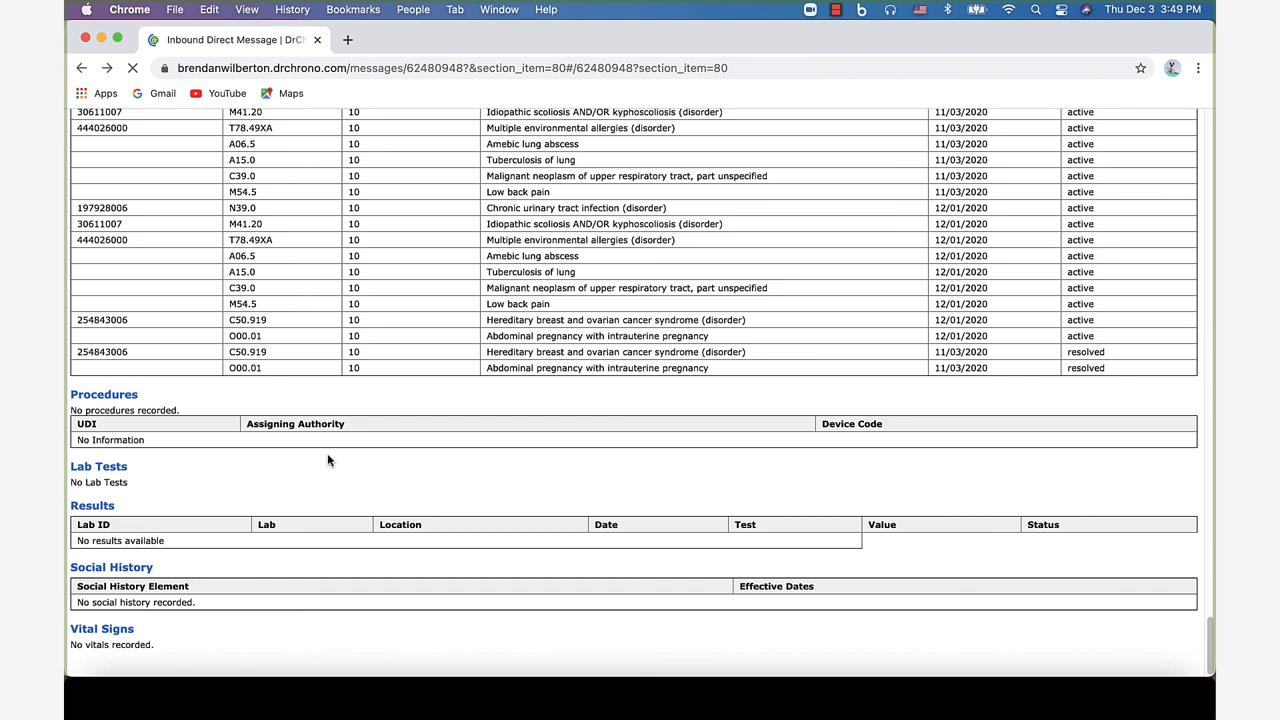 Chrome File Edit View History Bookmarks People Tab Window Help Thu Dec 3 3:49 PM
Inbound Direct Message | DrC
brendanwilberton.drchrono.com/messages/62480948?&section_item=80#/62480948?section_item=80
Apps Gmail YouTube Maps
30611007 M41.20 10 Idiopathic scoliosis AND/OR kyphoscoliosis (disorder) 11/03/2020 active
444026000 T78.49XA 10 Multiple environmental allergies (disorder) 11/03/2020 active
A06.5 10 Amebic lung abscess 11/03/2020 active
A15.0 10 Tuberculosis of lung 11/03/2020 active
C39.0 10 Malignant neoplasm of upper respiratory tract, part unspecified 11/03/2020 active
M54.5 10 Low back pain 11/03/2020 active
197928006 N39.0 10 Chronic urinary tract infection (disorder) 12/01/2020 active
30611007 M41.20 10 Idiopathic scoliosis AND/OR kyphoscoliosis (disorder) 12/01/2020 active
444026000 T78.49XA 10 Multiple environmental allergies (disorder) 12/01/2020 active
A06.5 10 Amebic lung abscess 12/01/2020 active
A15.0 10 Tuberculosis of lung 12/01/2020 active
C39.0 10 Malignant neoplasm of upper respiratory tract, part unspecified 12/01/2020 active
M54.5 10 Low back pain 12/01/2020 active
254843006 C50.919 10 Hereditary breast and ovarian cancer syndrome (disorder) 12/01/2020 active
O00.01 10 Abdominal pregnancy with intrauterine pregnancy 12/01/2020 active
254843006 C50.919 10 Hereditary breast and ovarian cancer syndrome (disorder) 11/03/2020 resolved
O00.01 10 Abdominal pregnancy with intrauterine pregnancy 11/03/2020 resolved
Procedures
No procedures recorded.
UDI Assigning Authority Device Code
No Information
Lab Tests
No Lab Tests
Results
Lab ID Lab Location Date Test Value Status
No results available
Social History
Social History Element Effective Dates
No social history recorded.
Vital Signs
No vitals recorded.